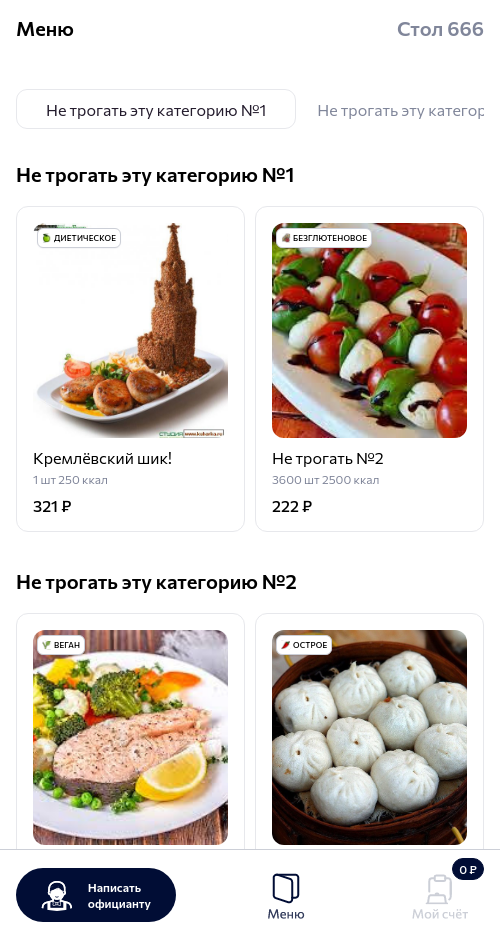 Меню
Стол 666
Не трогать эту категорию №1
Не трогать эту категор
Не трогать эту категорию №1
ДИЕТИЧЕСКОЕ
БЕЗГЛЮТЕНОВОЕ
Кремлёвский шик!
1 шт 250 ккал
321 ₽
Не трогать №2
3600 шт 2500 ккал
222 ₽
Не трогать эту категорию №2
ВЕГАН
ОСТРОЕ
Написать
официанту
Меню
0 ₽
Мой счёт